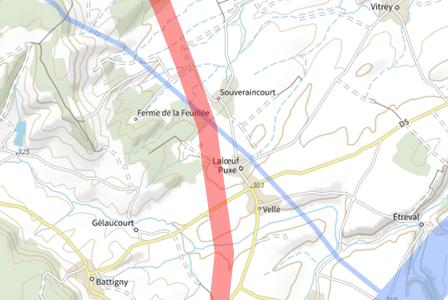 Vitrey
Souveraincourt
Ferme de la Feuillée
D5
325
Lalœuf
Puxe
303
Velle
Gélaucourt
Étreval
Battigny